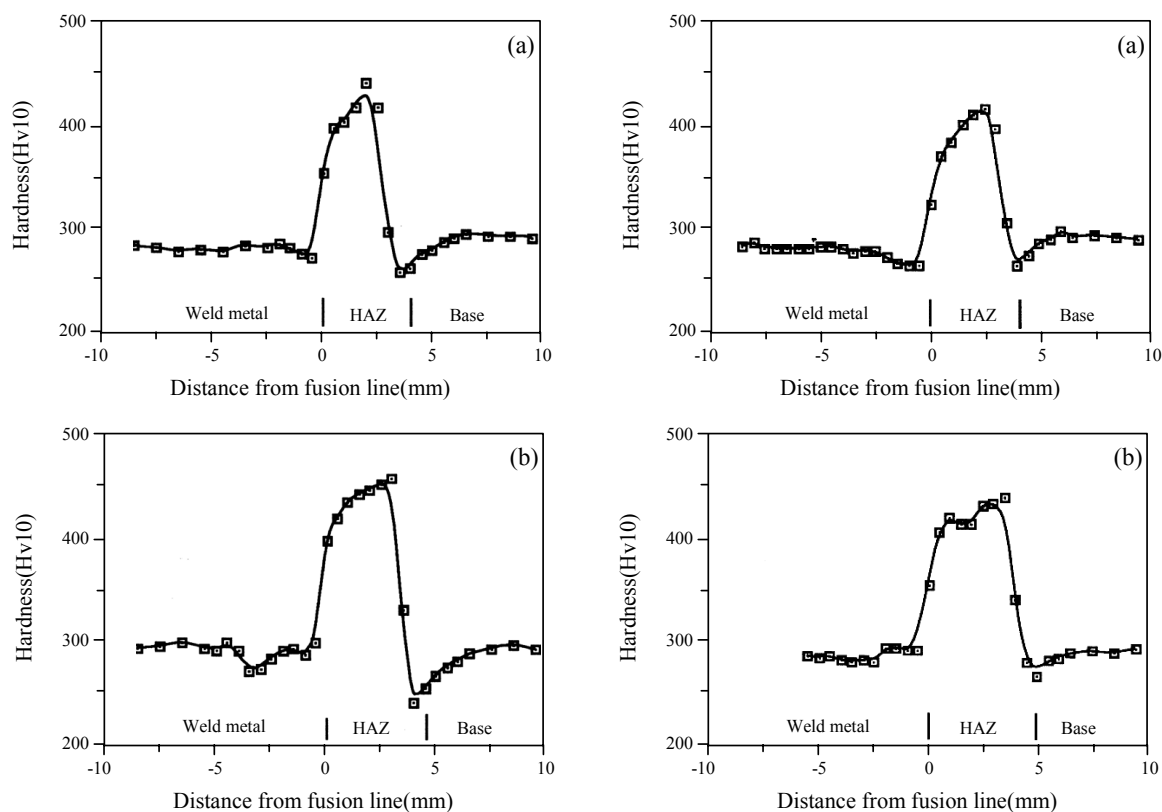 (a)
Hardness(Hv10)
500
400
300
200
Weld metal HAZ Base
-10 -5 0 5 10
Distance from fusion line(mm)
(a)
Hardness(Hv10)
500
400
300
200
Weld metal HAZ Base
-10 -5 0 5 10
Distance from fusion line(mm)
(b)
Hardness(Hv10)
500
400
300
200
Weld metal HAZ Base
-10 -5 0 5 10
Distance from fusion line(mm)
(b)
Hardness(Hv10)
500
400
300
200
Weld metal HAZ Base
-10 -5 0 5 10
Distance from fusion line(mm)